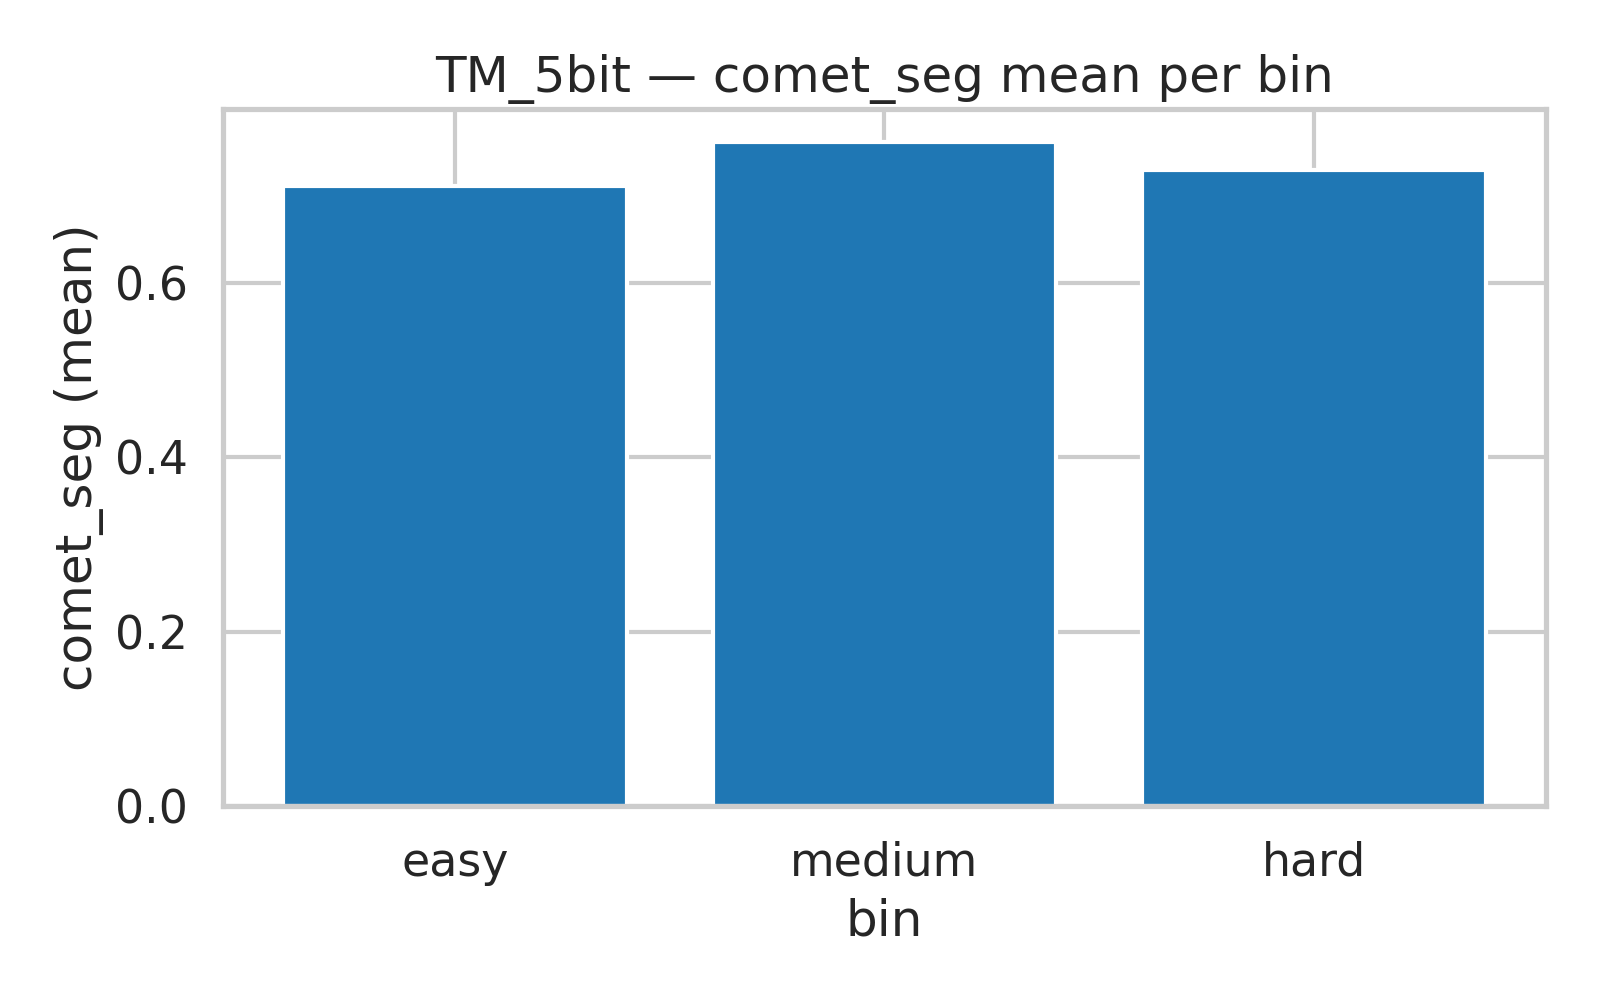 TM_5bit — comet_seg mean per bin
comet_seg (mean)
0.6
0.4
0.2
0.0
easy medium hard
bin